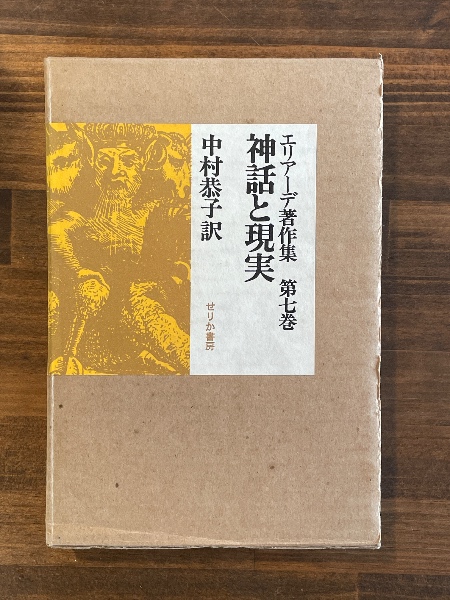 エリアーデ著作集　第七巻
神話と現実
中村恭子訳
せりか書房